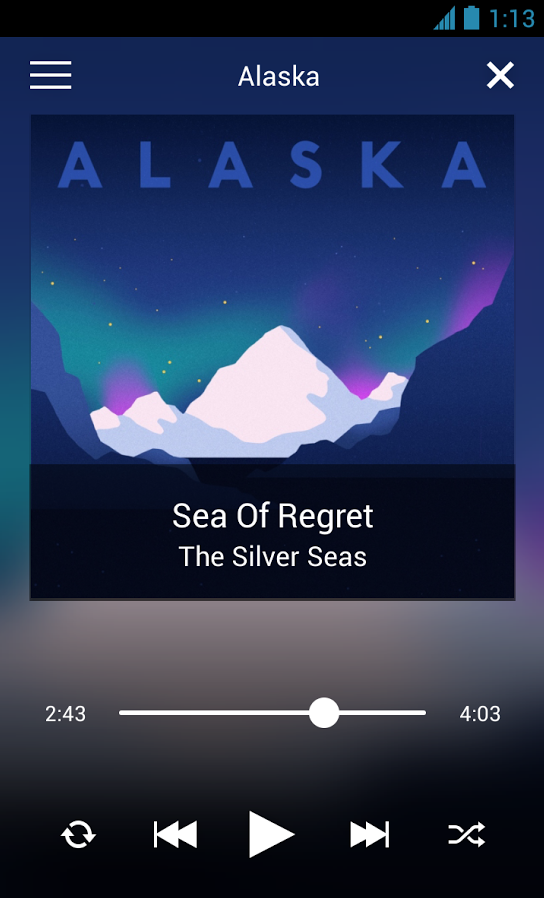 1:13
Alaska
ALASKA
Sea Of Regret
The Silver Seas
2:43
4:03